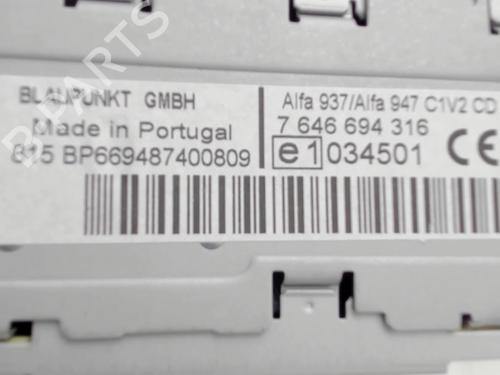 BLAUPUNKT GMBH
Made in Portugal
815 BP669487400809
Alfa 937/Alfa 947 C1V2 CD
7 646 694 316
e1 034501 CE
B-PARTS